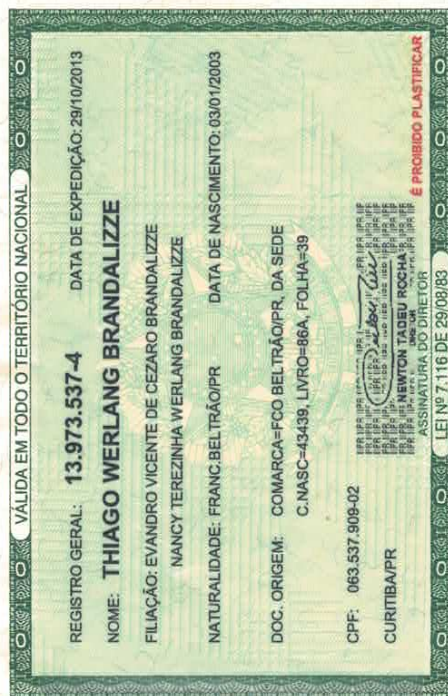 VÁLIDA EM TODO O TERRITÓRIO NACIONAL
REGISTRO GERAL: 13.973.537-4 DATA DE EXPEDIÇÃO: 29/10/2013
NOME: THIAGO WERLANG BRANDALIZZE
FILIAÇÃO: EVANDRO VICENTE DE CEZARO BRANDALIZZE
NANCY TEREZINHA WERLANG BRANDALIZZE
NATURALIDADE: FRANC.BELTRÃO/PR DATA DE NASCIMENTO: 03/01/2003
DOC. ORIGEM: COMARCA=FCO BELTRÃO/PR, DA SEDE
C.NASC=43439, LIVRO=86A, FOLHA=39
CPF: 063.537.909-02
CURITIBA/PR
NEWTON TADEU ROCHA
DIRETOR
ASSINATURA DO DIRETOR
É PROIBIDO PLASTIFICAR
LEI Nº 7.116 DE 29/08/83